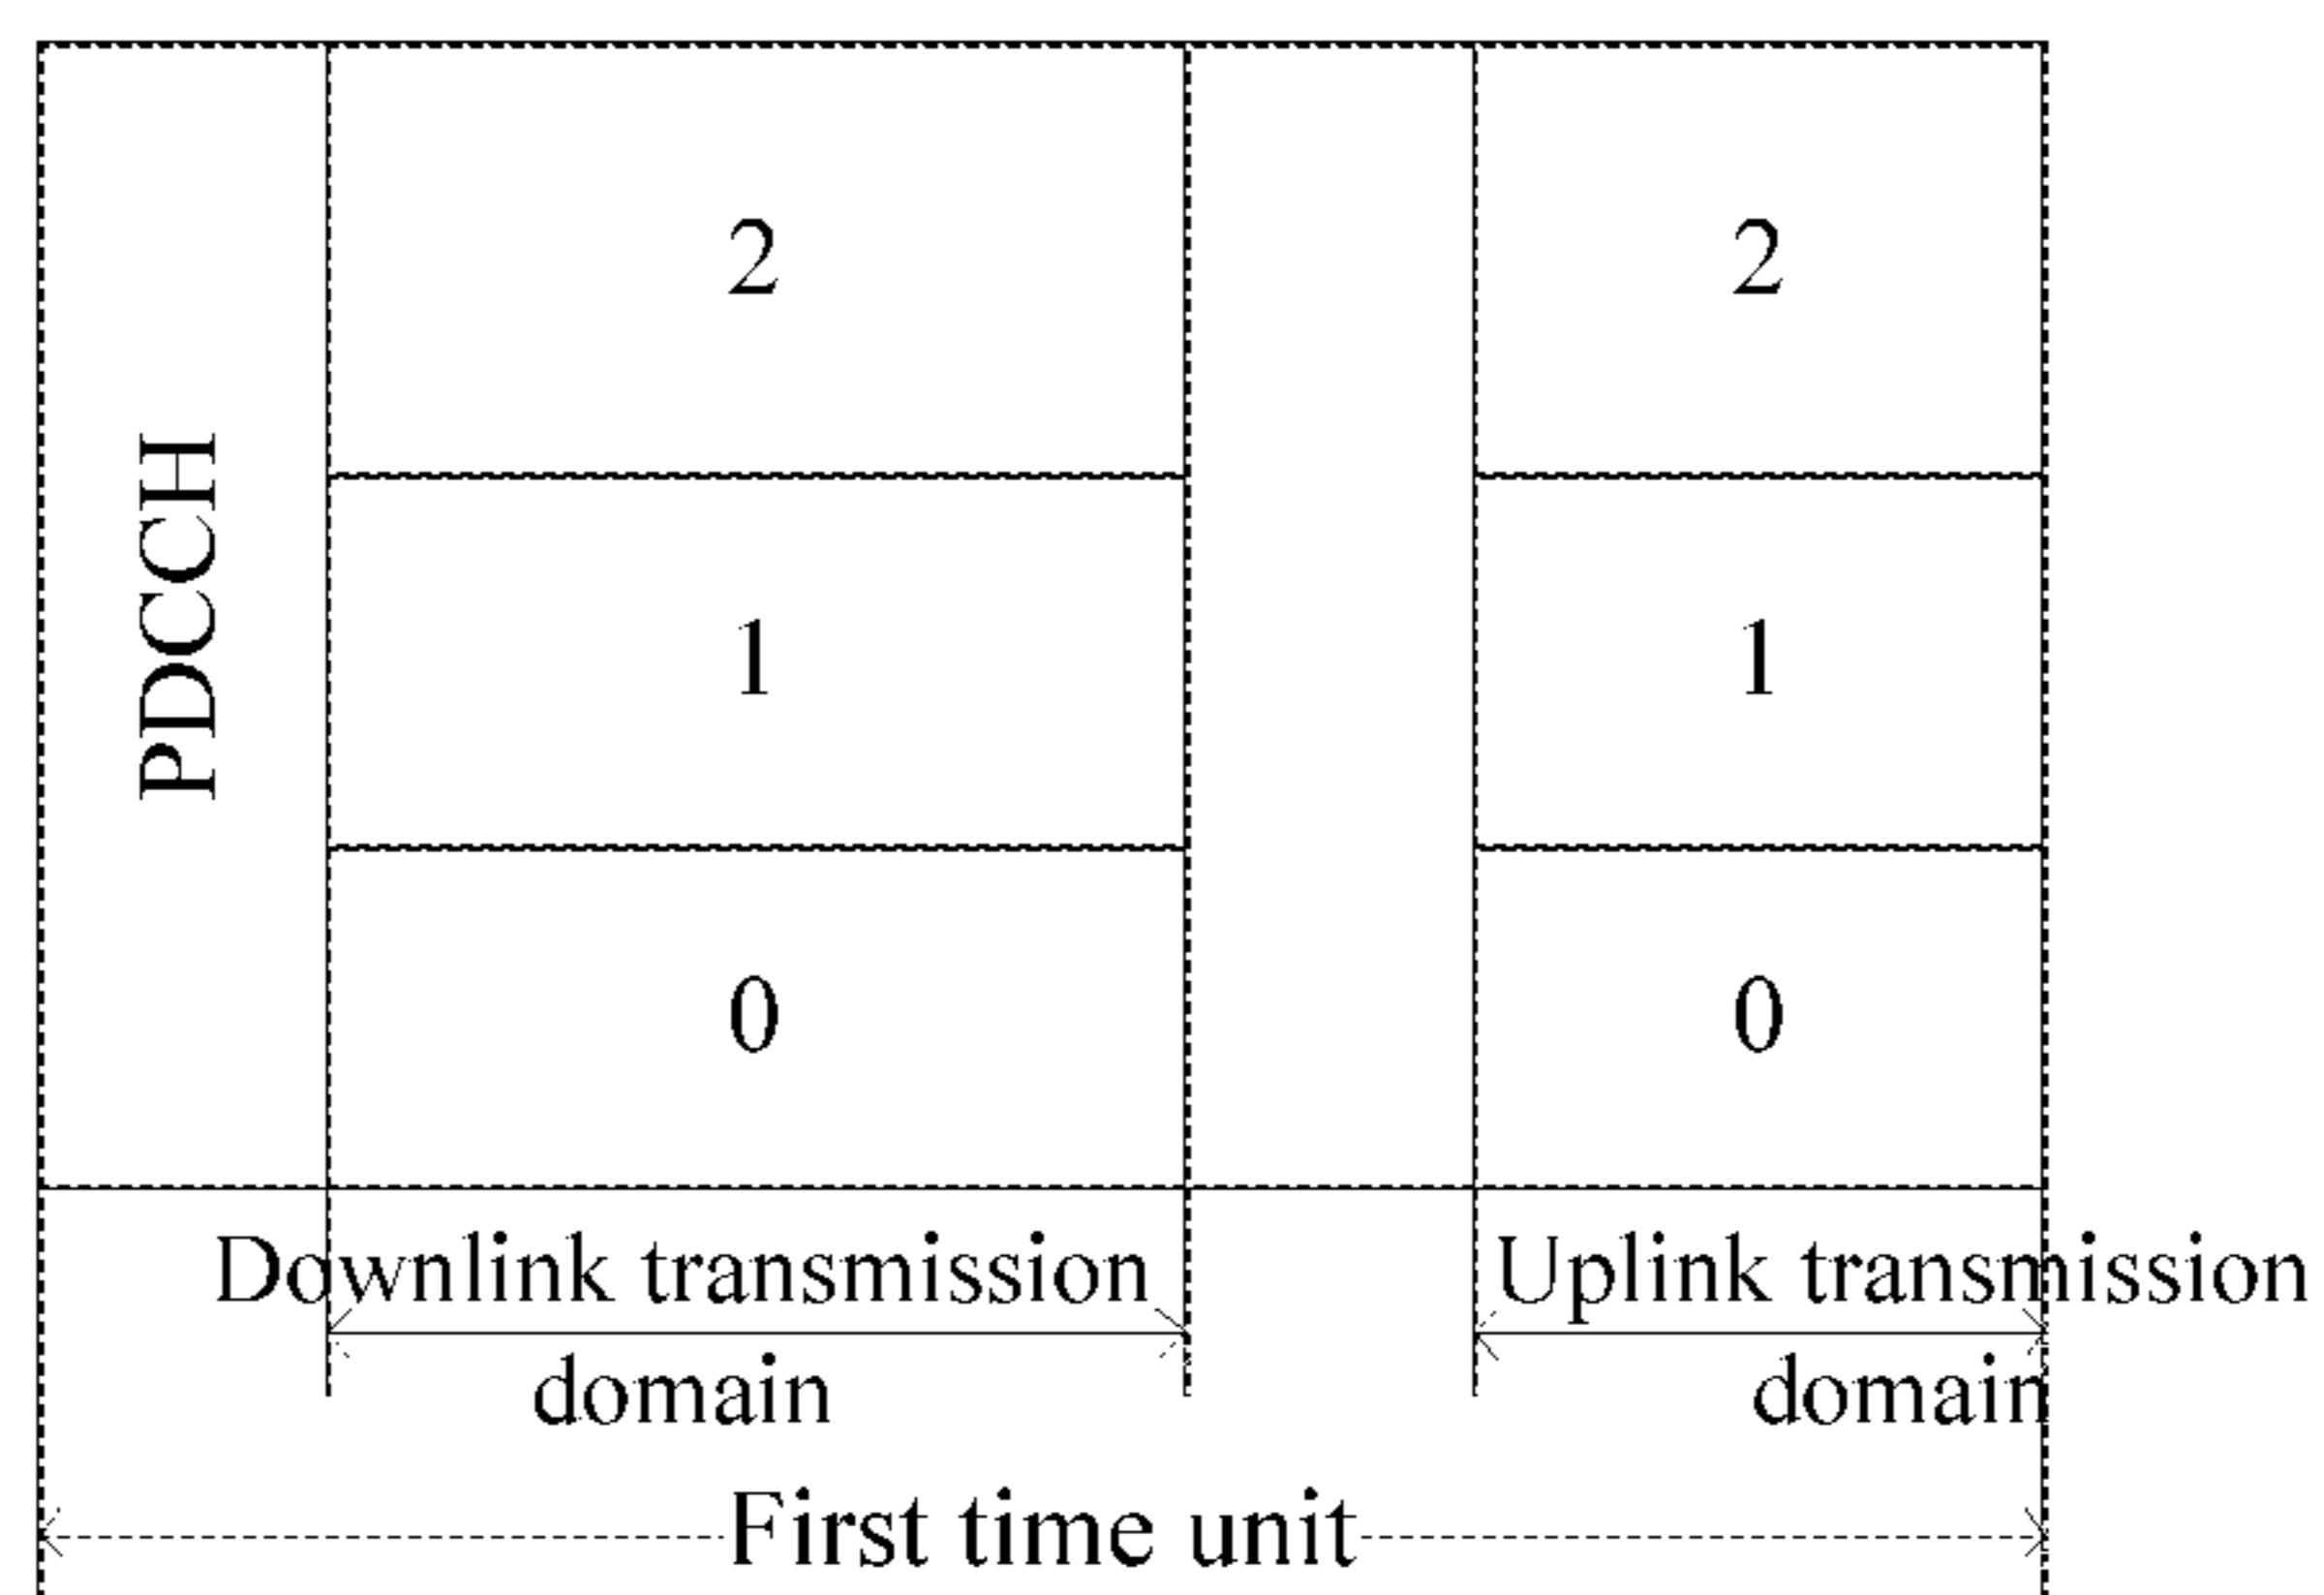 2
2
PDCCH
1
1
0
0
Downlink transmission
domain
Uplink transmission
domain
First time unit